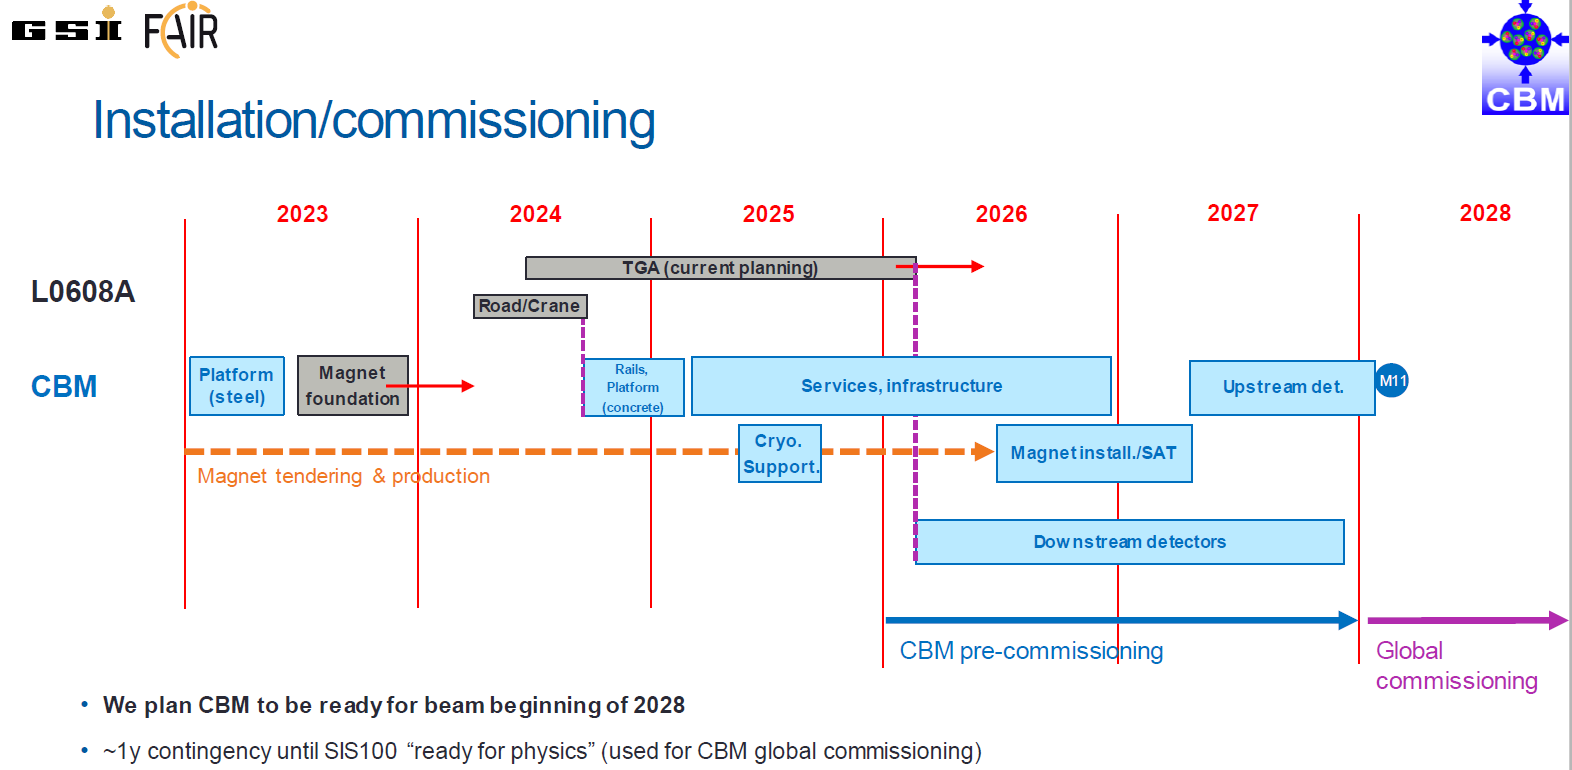 GSI FAIR
CBM
Installation/commissioning
2023 2024 2025 2026 2027 2028
TGA (current planning)
L0608A
Road/Crane
CBM
Platform
(steel)
Magnet
foundation
Rails,
Platform
(concrete)
Services, infrastructure
Upstream det.
M11
Cryo.
Support.
Magnet install./SAT
Magnet tendering & production
Downstream detectors
CBM pre-commissioning
Global
commissioning
• We plan CBM to be ready for beam beginning of 2028
• ~1y contingency until SIS100 “ready for physics” (used for CBM global commissioning)